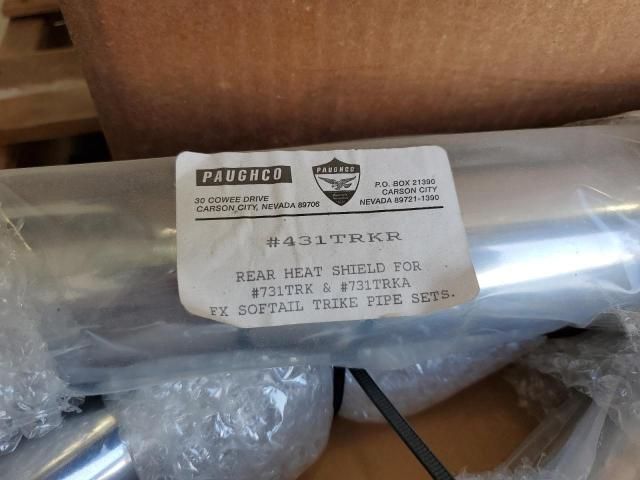 PAUGHCO
30 COWEE DRIVE
CARSON CITY, NEVADA 89706
PAUGHCO
P.O. BOX 21390
CARSON CITY
NEVADA 89721-1390
#431TRKR
REAR HEAT SHIELD FOR
#731TRK & #731TRKA
FX SOFTAIL TRIKE PIPE SETS.